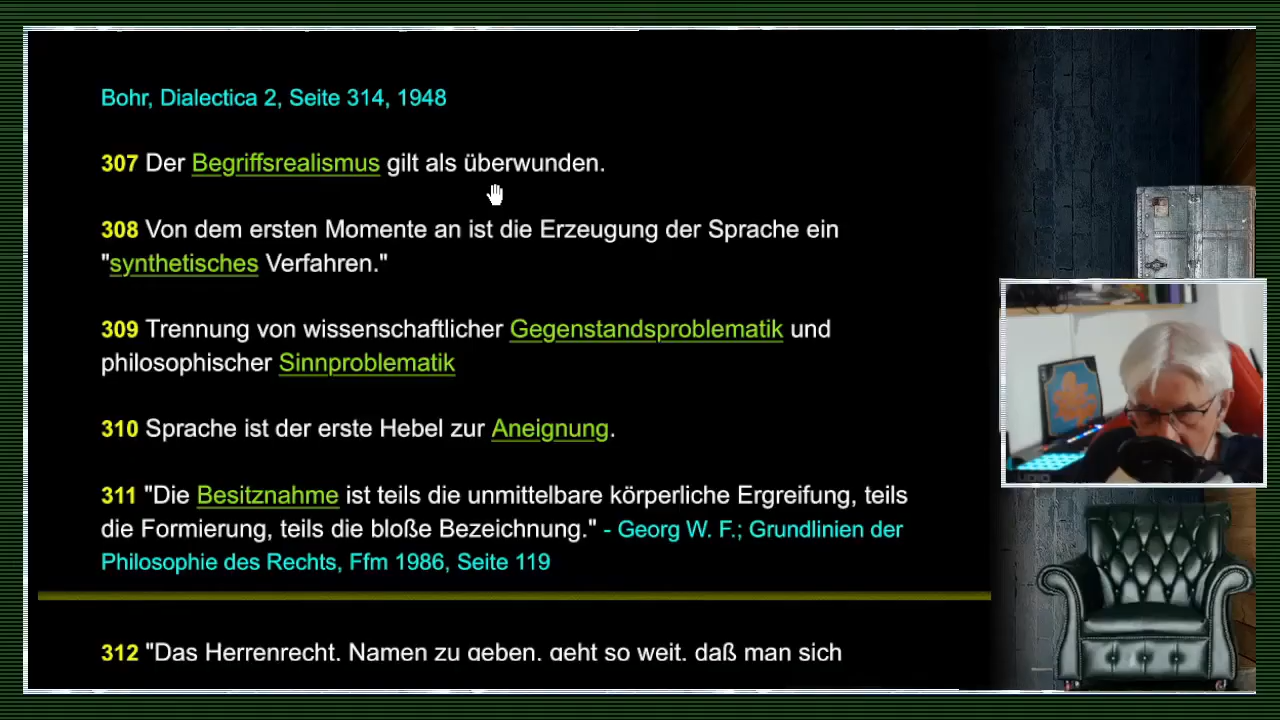 Bohr, Dialectica 2, Seite 314, 1948
307 Der Begriffsrealismus gilt als überwunden.
308 Von dem ersten Momente an ist die Erzeugung der Sprache ein
"synthetisches Verfahren."
309 Trennung von wissenschaftlicher Gegenstandsproblematik und
philosophischer Sinnproblematik
310 Sprache ist der erste Hebel zur Aneignung.
311 "Die Besitznahme ist teils die unmittelbare körperliche Ergreifung, teils
die Formierung, teils die bloße Bezeichnung." - Georg W. F.; Grundlinien der
Philosophie des Rechts, Ffm 1986, Seite 119
312 "Das Herrenrecht, Namen zu geben, geht so weit, daß man sich